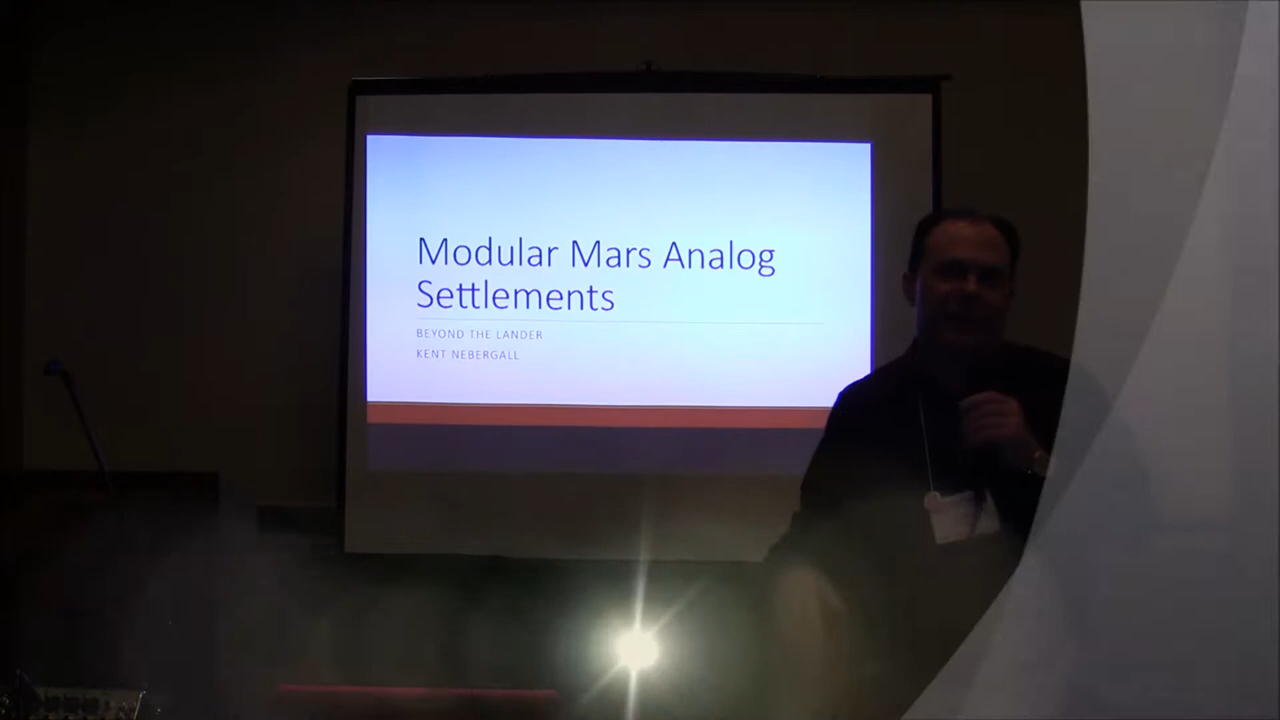 Modular Mars Analog
Settlements
BEYOND THE LANDER
KENT NEBERGALL